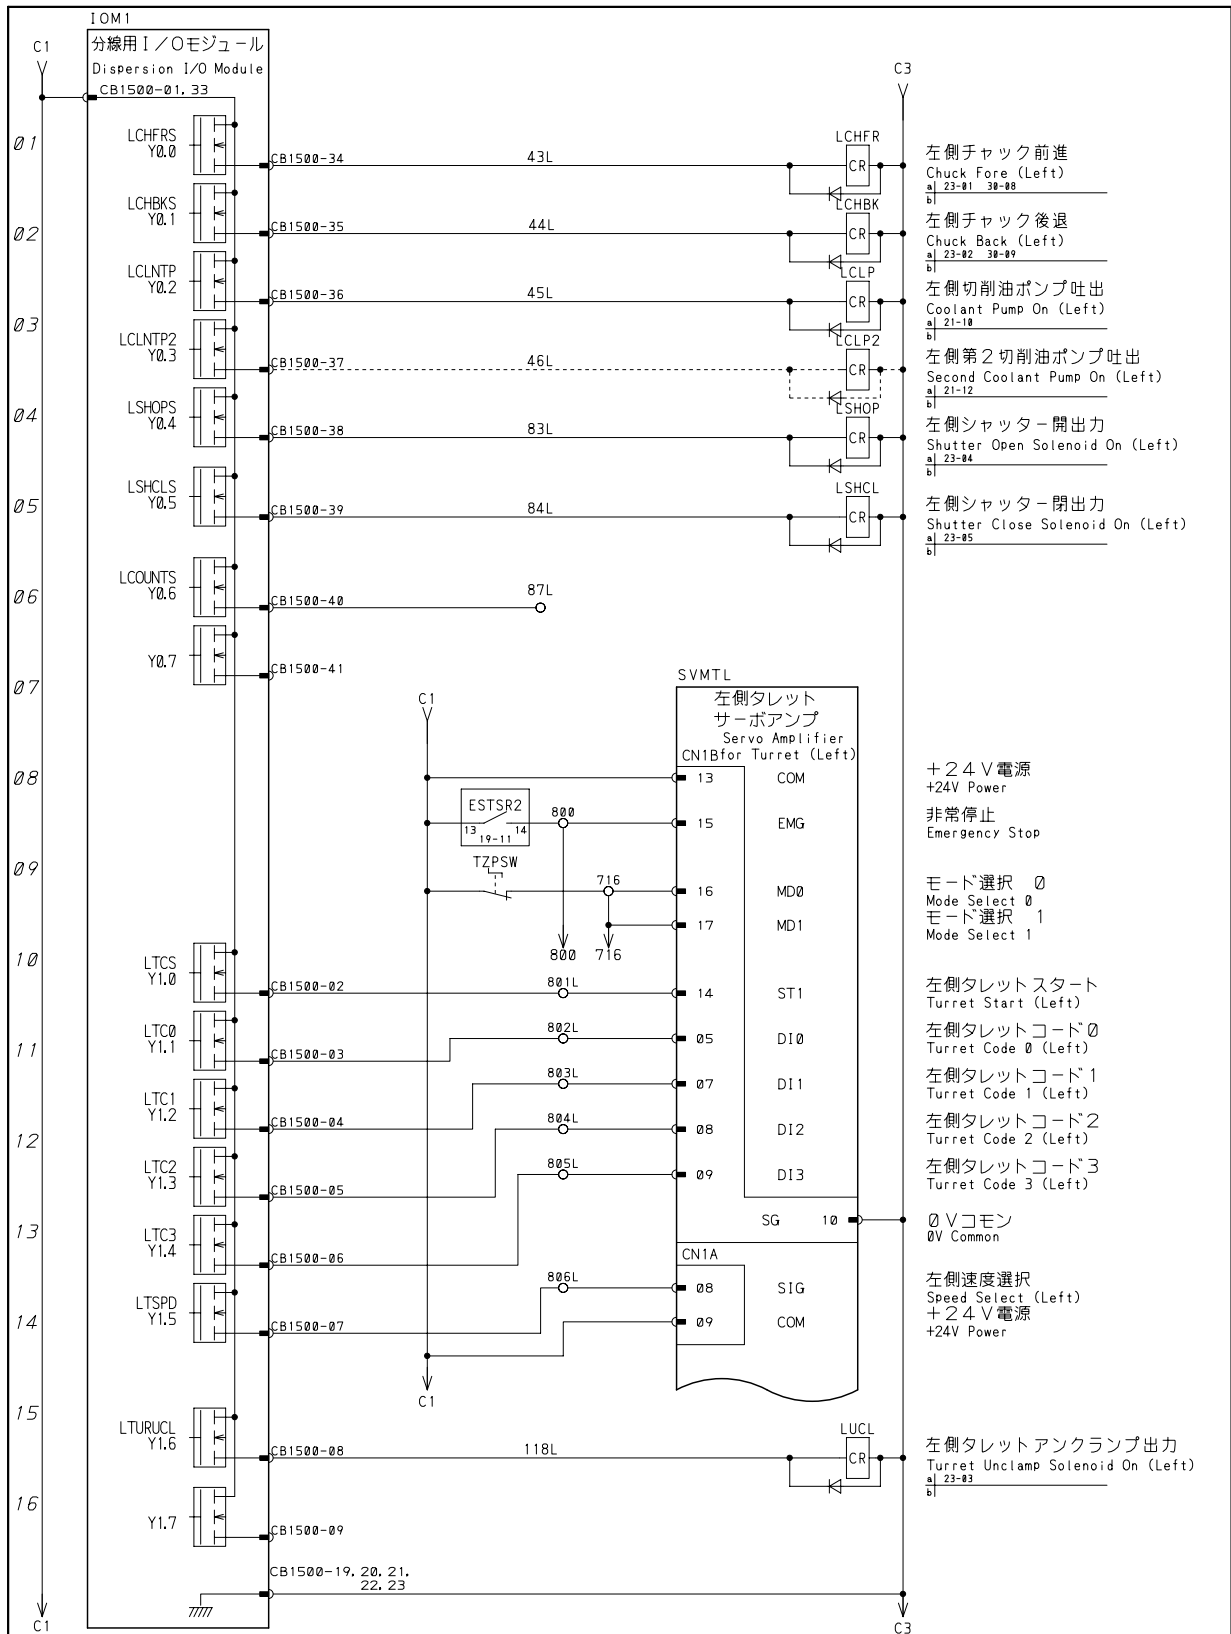 IOM1
C1
分線用I/Oモジュール
Dispersion I/O Module
CB1500-01,33
C3
01
LCHFRS
Y0.0
CB1500-34
43L
LCHFR
CR
左側チャック前進
Chuck Fore (Left)
a 23-01 30-08
b
LCHBKS
Y0.1
02
CB1500-35
44L
LCHBK
CR
左側チャック後退
Chuck Back (Left)
a 23-02 30-09
b
LCLNTP
Y0.2
CB1500-36
45L
LCLP
CR
左側切削油ポンプ吐出
Coolant Pump On (Left)
a 21-10
b
03
LCLNTP2
Y0.3
CB1500-37
46L
LCLP2
CR
左側第2切削油ポンプ吐出
Second Coolant Pump On (Left)
a 21-12
b
04
LSHOPS
Y0.4
CB1500-38
83L
LSHOP
CR
左側シャッター開出力
Shutter Open Solenoid On (Left)
a 23-04
b
05
LSHCLS
Y0.5
CB1500-39
84L
LSHCL
CR
左側シャッター閉出力
Shutter Close Solenoid On (Left)
a 23-05
b
06
LCOUNTS
Y0.6
CB1500-40
87L
Y0.7
CB1500-41
07
SVMTL
C1
左側タレット
サーボアンプ
Servo Amplifier
CN1B for Turret (Left)
08
13 COM
+24V電源
+24V Power
ESTSR2
13 14
19-11
800
15 EMG
非常停止
Emergency Stop
09
TZPSW
716
16 MD0
モード選択 0
Mode Select 0
17 MD1
モード選択 1
Mode Select 1
800 716
10
LTCS
Y1.0
CB1500-02
801L
14 ST1
左側タレットスタート
Turret Start (Left)
11
LTC0
Y1.1
CB1500-03
802L
05 DI0
左側タレットコード0
Turret Code 0 (Left)
LTC1
Y1.2
CB1500-04
803L
07 DI1
左側タレットコード1
Turret Code 1 (Left)
12
LTC2
Y1.3
CB1500-05
804L
08 DI2
左側タレットコード2
Turret Code 2 (Left)
805L
09 DI3
左側タレットコード3
Turret Code 3 (Left)
13
LTC3
Y1.4
CB1500-06
SG 10
0Vコモン
0V Common
CN1A
LTSPD
Y1.5
CB1500-07
806L
08 SIG
左側速度選択
Speed Select (Left)
14
09 COM
+24V電源
+24V Power
C1
15
LTURUCL
Y1.6
CB1500-08
118L
LUCL
CR
左側タレットアンクランプ出力
Turret Unclamp Solenoid On (Left)
a 23-03
b
16
Y1.7
CB1500-09
CB1500-19,20,21,
22,23
C1
C3